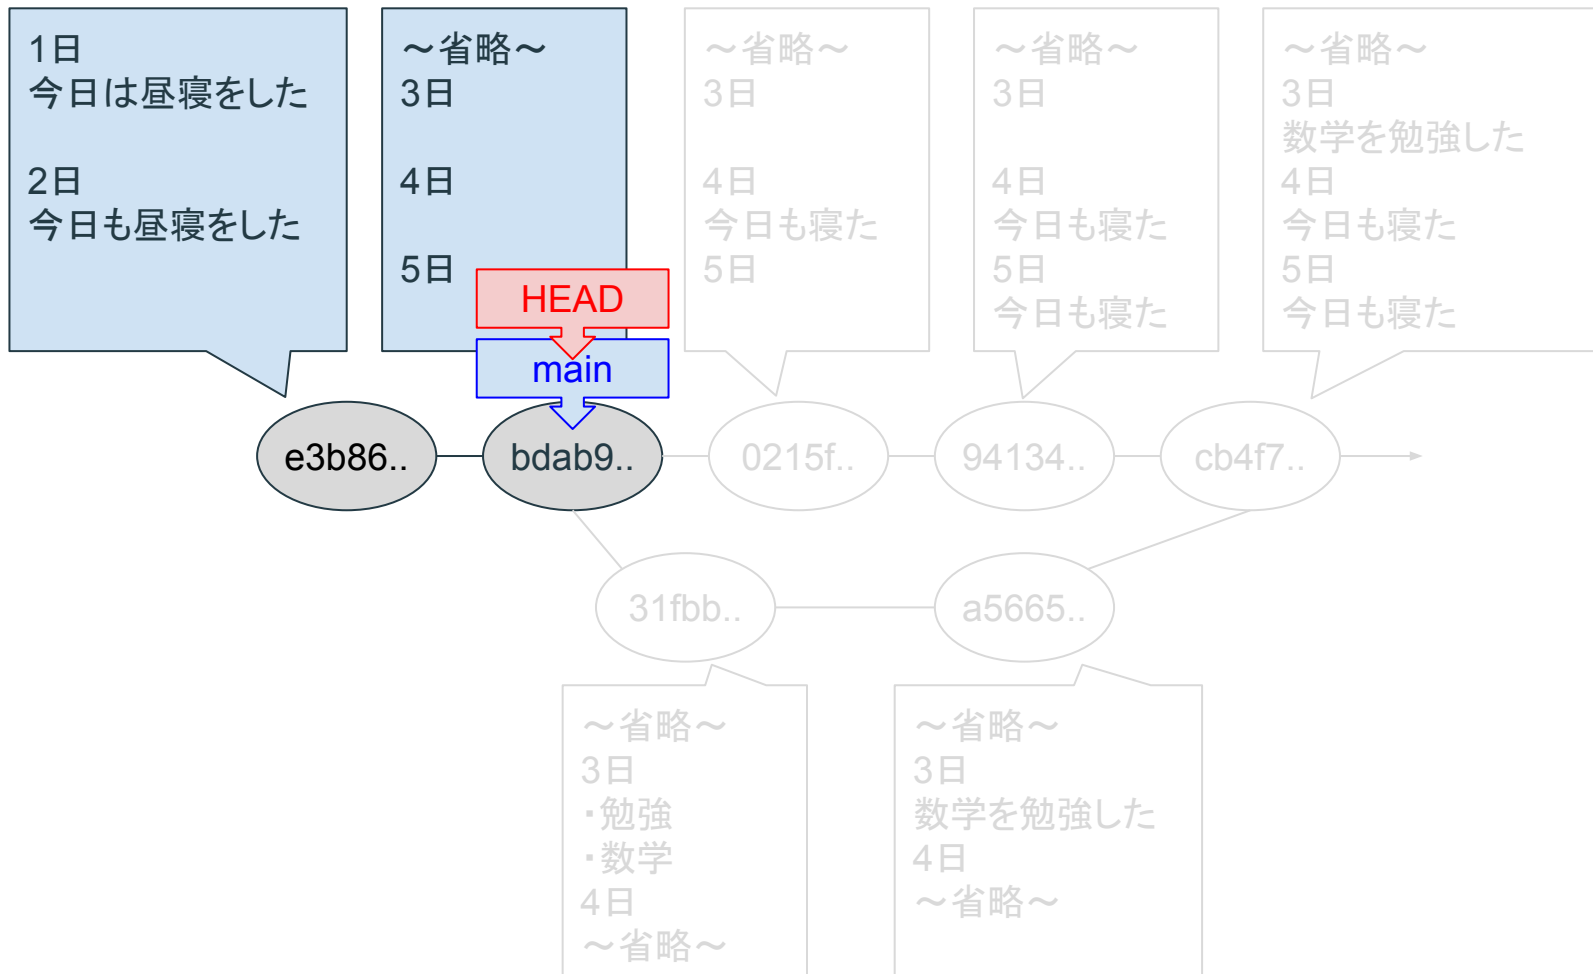 1日
今日は昼寝をした
2日
今日も昼寝をした
～省略～
3日
4日
5日
HEAD
main
～省略～
3日
4日
今日も寝た
5日
～省略～
3日
4日
今日も寝た
5日
今日も寝た
～省略～
3日
数学を勉強した
4日
今日も寝た
5日
今日も寝た
e3b86..
bdab9..
0215f..
94134..
cb4f7..
31fbb..
a5665..
～省略～
3日
・勉強
・数学
4日
～省略～
～省略～
3日
数学を勉強した
4日
～省略～